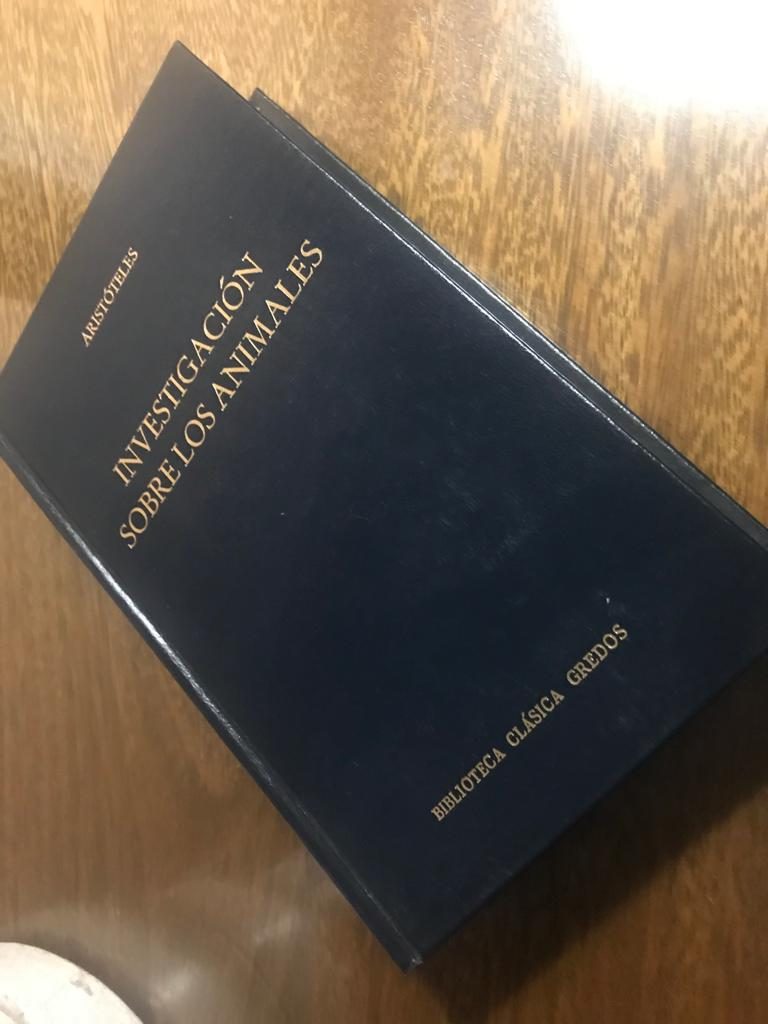 ARISTÓTELES
INVESTIGACIÓN
SOBRE LOS ANIMALES
BIBLIOTECA CLÁSICA GREDOS